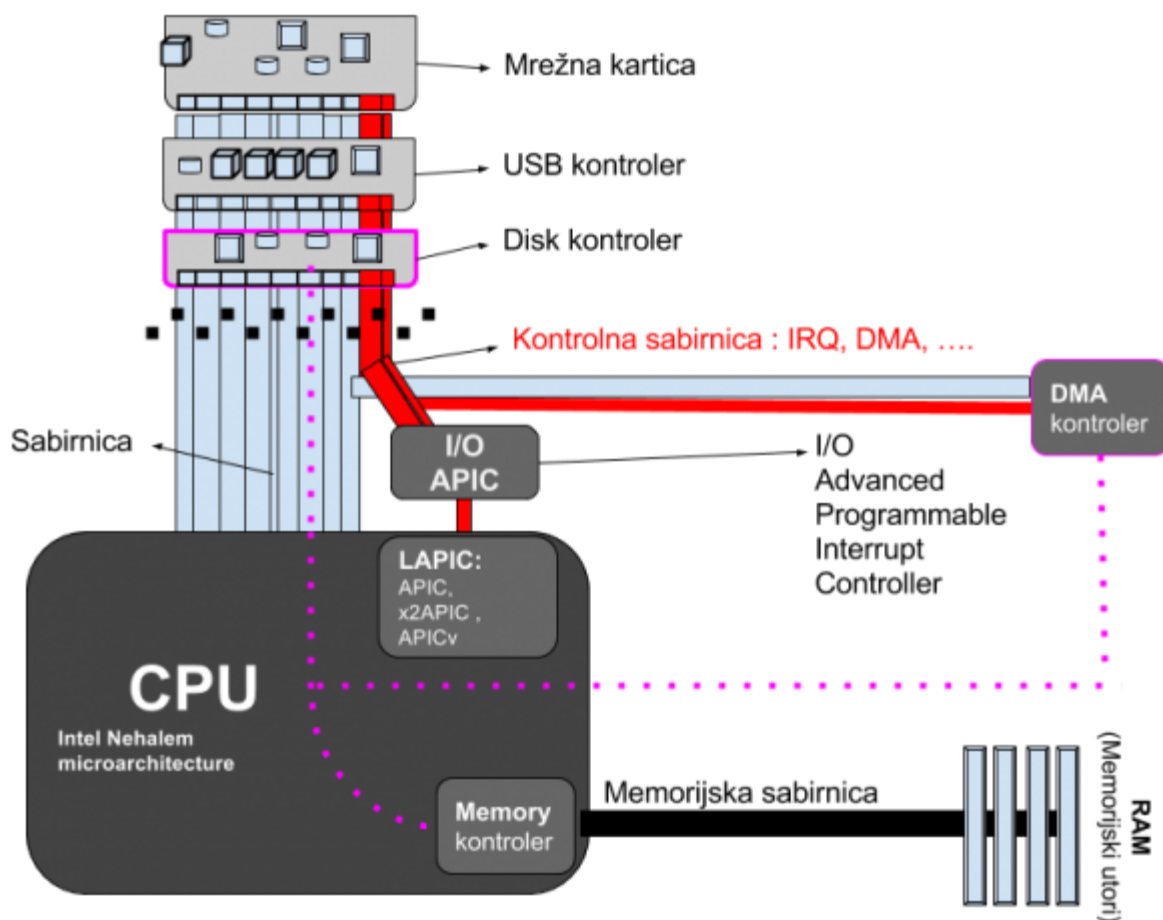 Mrežna kartica
USB kontroler
Disk kontroler
Kontrolna sabirnica : IRQ, DMA, ....
DMA
kontroler
Sabirnica
I/O
APIC
I/O
Advanced
Programmable
Interrupt
Controller
LAPIC:
APIC,
x2APIC ,
APICv
CPU
Intel Nehalem
microarchitecture
Memory
kontroler
Memorijska sabirnica
RAM
(Memorijski utori)